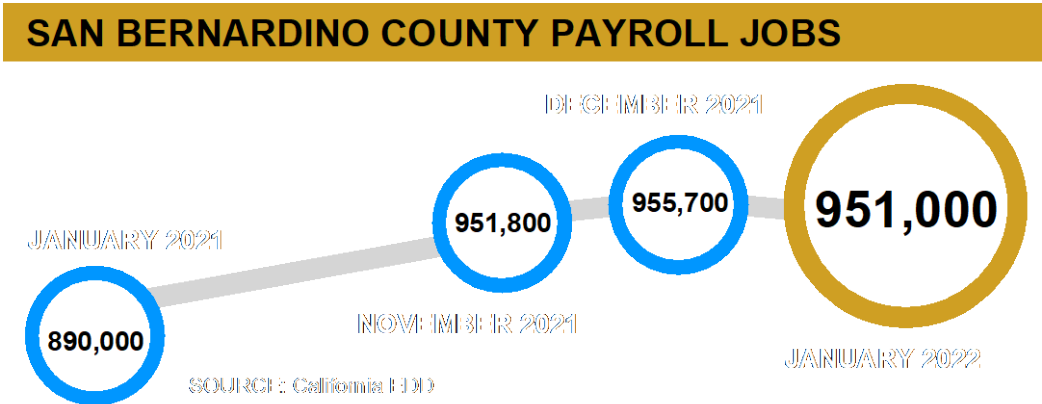 SAN BERNARDINO COUNTY PAYROLL JOBS
DECEMBER 2021
955,700
951,800
951,000
JANUARY 2021
890,000
NOVEMBER 2021
JANUARY 2022
SOURCE: California EDD